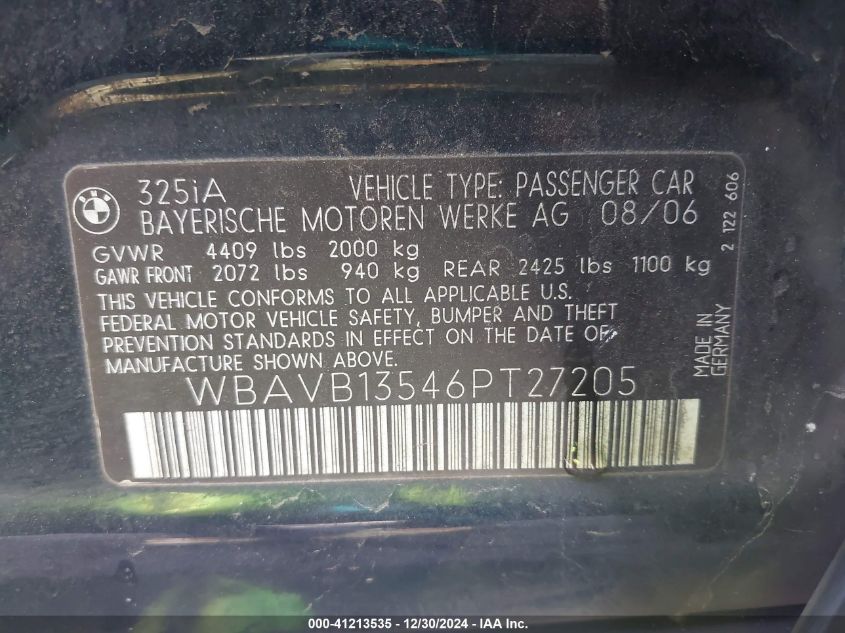 BMW
325iA VEHICLE TYPE: PASSENGER CAR
BAYERISCHE MOTOREN WERKE AG 08/06
GVWR 4409 lbs 2000 kg
GAWR FRONT 2072 lbs 940 kg REAR 2425 lbs 1100 kg
THIS VEHICLE CONFORMS TO ALL APPLICABLE U.S.
FEDERAL MOTOR VEHICLE SAFETY, BUMPER AND THEFT
PREVENTION STANDARDS IN EFFECT ON THE DATE OF
MANUFACTURE SHOWN ABOVE.
WBAVB13546PT27205
2 122 606
MADE IN
GERMANY
000-41213535 - 12/30/2024 - IAA Inc.